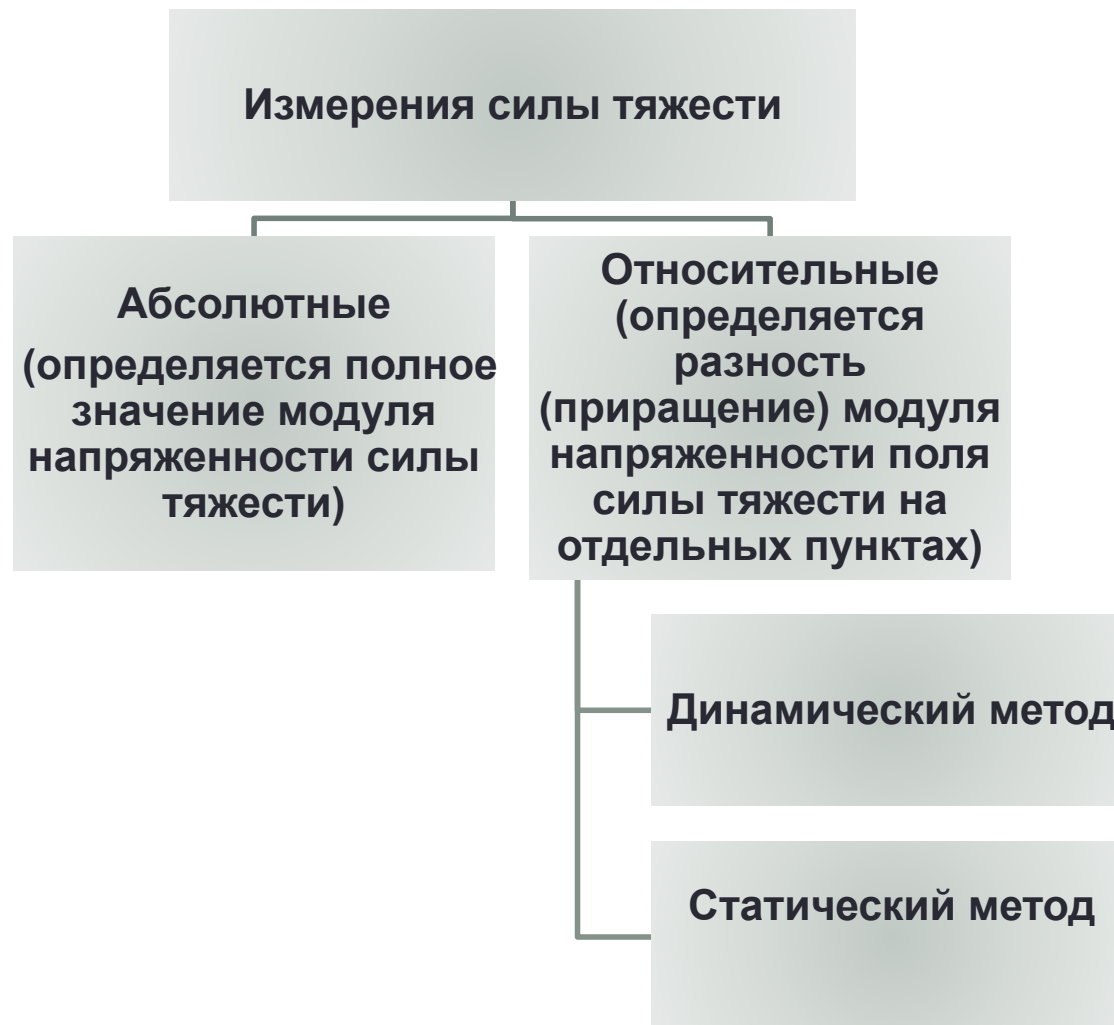 Измерения силы тяжести
Абсолютные
(определяется полное
значение модуля
напряженности силы
тяжести)
Относительные
(определяется
разность
(приращение) модуля
напряженности поля
силы тяжести на
отдельных пунктах)
Динамический метод
Статический метод